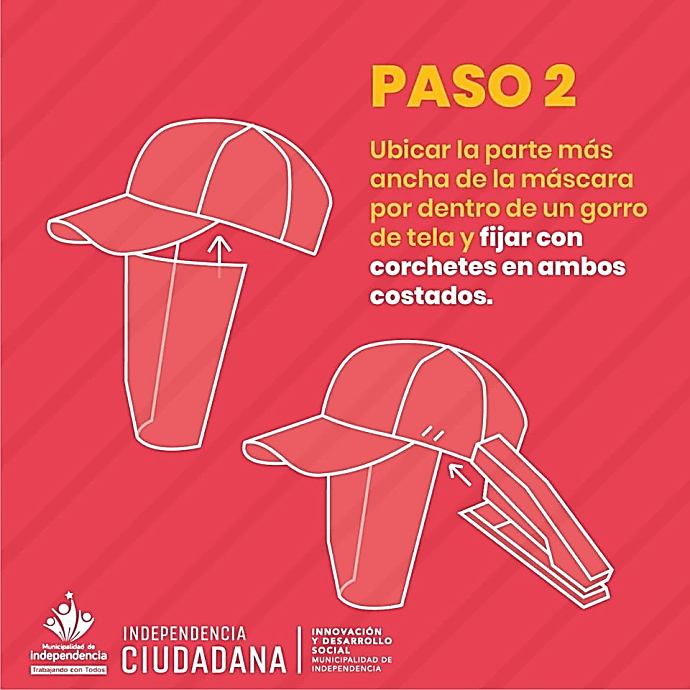 PASO 2
Ubicar la parte más
ancha de la máscara
por dentro de un gorro
de tela y fijar con
corchetes en ambos
costados.
Municipalidad de
independencia
Trabajando con Todos
INDEPENDENCIA
CIUDADANA
INNOVACIÓN
Y DESARROLLO
SOCIAL
MUNICIPALIDAD DE
INDEPENDENCIA